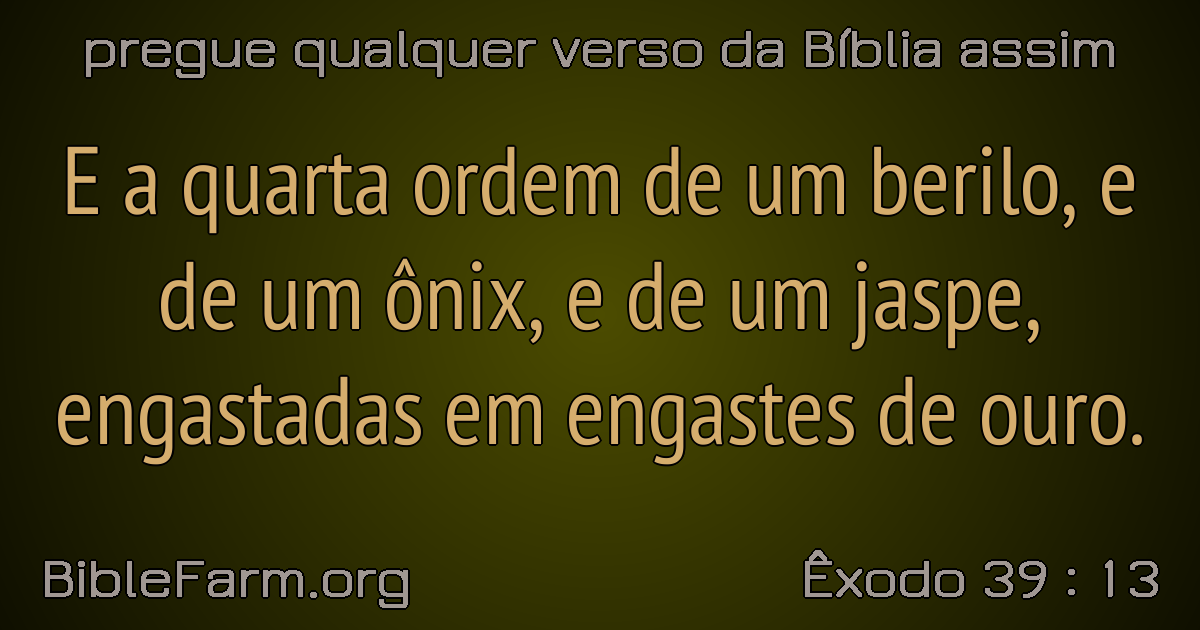 pregue qualquer verso da Bíblia assim
E a quarta ordem de um berilo, e
de um ônix, e de um jaspe,
engastadas em engastes de ouro.
BibleFarm.org
Êxodo 39 : 13